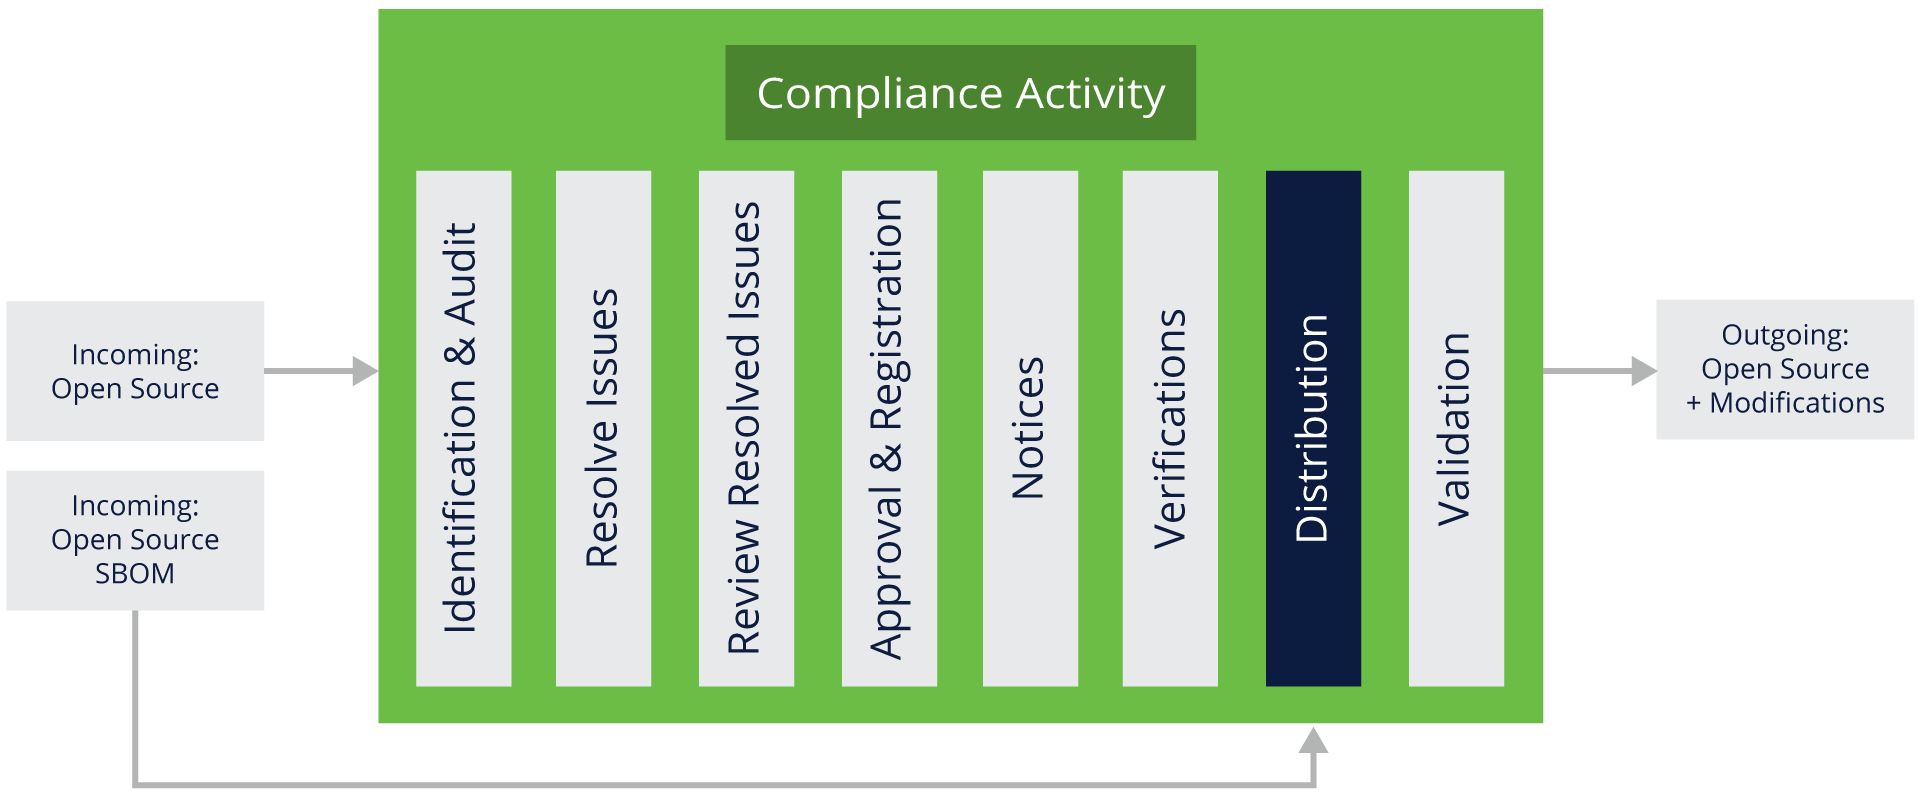 Compliance Activity
Incoming:
Open Source
Incoming:
Open Source
SBOM
Identification & Audit
Resolve Issues
Review Resolved Issues
Approval & Registration
Notices
Verifications
Distribution
Validation
Outgoing:
Open Source
+ Modifications